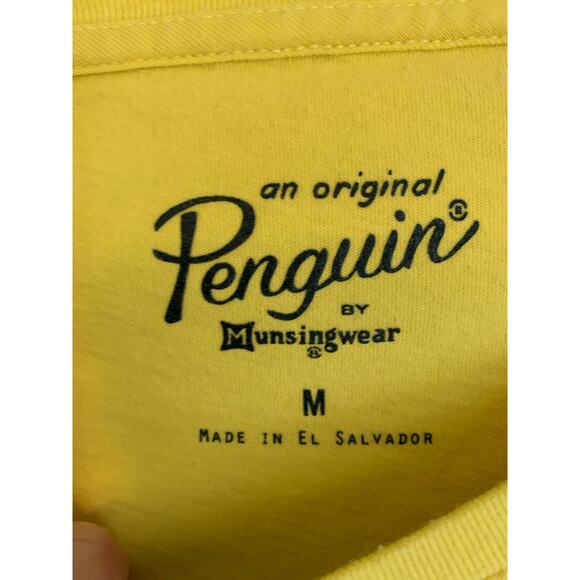 an original
Penguin®
BY
Munsingwear®
M
MADE IN EL SALVADOR